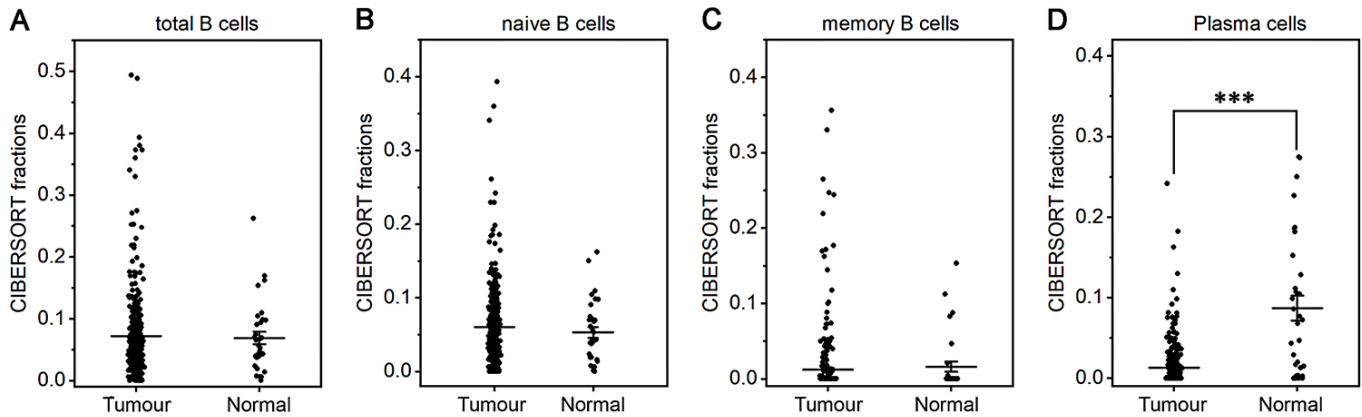 A total B cells
CIBERSORT fractions
0.5
0.4
0.3
0.2
0.1
0.0
Tumour Normal
B naive B cells
CIBERSORT fractions
0.4
0.3
0.2
0.1
0.0
Tumour Normal
C memory B cells
CIBERSORT fractions
0.4
0.3
0.2
0.1
0.0
Tumour Normal
D Plasma cells
CIBERSORT fractions
0.4
0.3
0.2
0.1
0.0
***
Tumour Normal